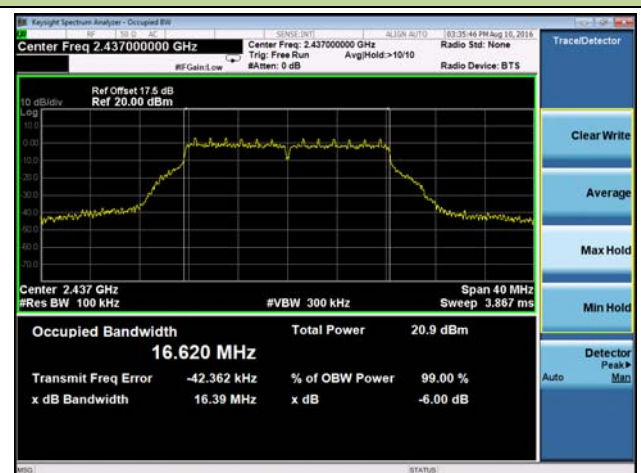 Keysight Spectrum Analyzer - Occupied BW
RF 50 Ω AC SENSE:INT ALIGN AUTO 03:35:46 PM Aug 10, 2016
Center Freq 2.437000000 GHz
Center Freq: 2.437000000 GHz
Radio Std: None
Trig: Free Run Avg|Hold:>10/10
#IFGain:Low #Atten: 0 dB Radio Device: BTS
Trace/Detector
Ref Offset 17.5 dB
10 dB/div Ref 20.00 dBm
Log
10.0
0.00
Clear Write
Average
Max Hold
Min Hold
Center 2.437 GHz Span 40 MHz
#Res BW 100 kHz #VBW 300 kHz Sweep 3.867 ms
Occupied Bandwidth Total Power 20.9 dBm
16.620 MHz
Transmit Freq Error -42.362 kHz % of OBW Power 99.00 %
x dB Bandwidth 16.39 MHz x dB -6.00 dB
Detector
Peak▶
Auto Man
MSG STATUS